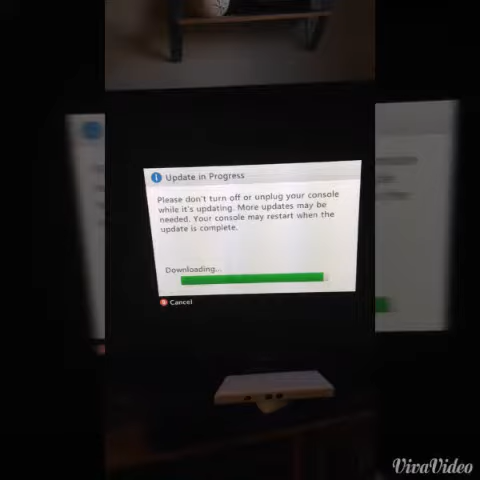 Update in Progress
Please don't turn off or unplug your console
while it's updating. More updates may be
needed. Your console may restart when the
update is complete.
Downloading...
B Cancel
VivaVideo